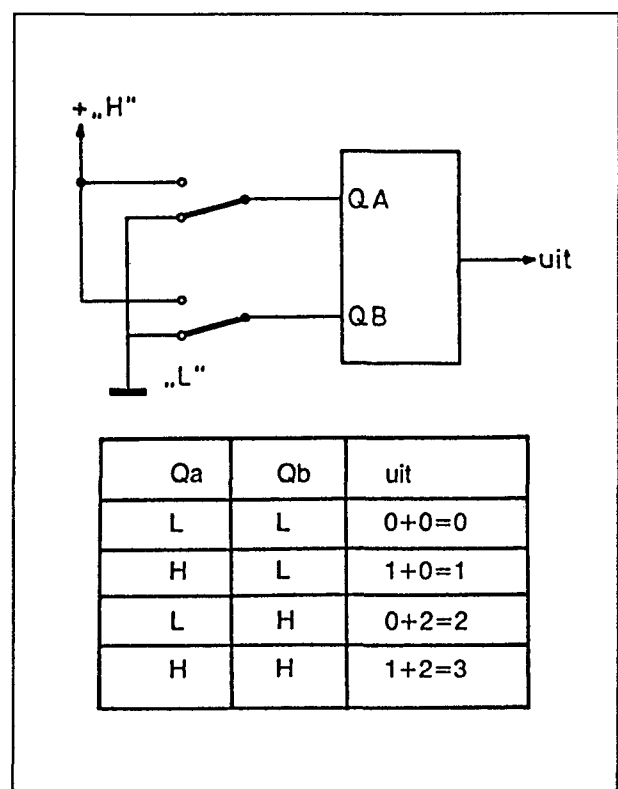 +„H"
QA
uit
QB
„L"
Qa Qb uit
L L 0+0=0
H L 1+0=1
L H 0+2=2
H H 1+2=3